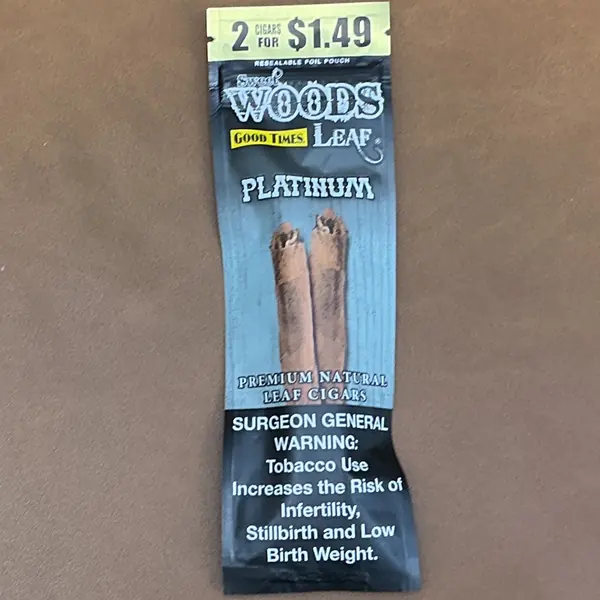 2 CIGARS FOR $1.49
RESEALABLE FOIL POUCH
Sweet
WOODS
GOOD TIMES. LEAF
PLATINUM
PREMIUM NATURAL
LEAF CIGARS
SURGEON GENERAL
WARNING:
Tobacco Use
Increases the Risk of
Infertility,
Stillbirth and Low
Birth Weight.